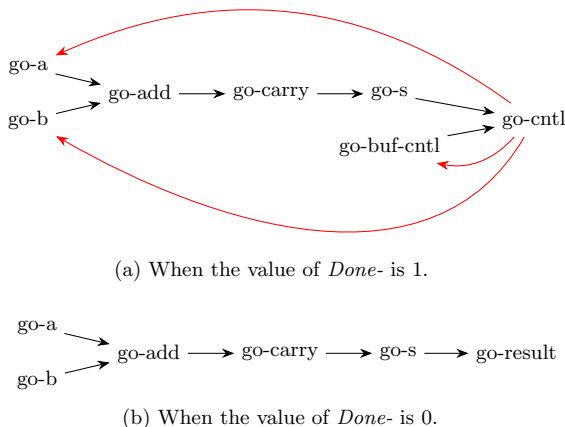 go-a
go-add
go-carry
go-s
go-b
go-cntl
go-buf-cntl
(a) When the value of Done- is 1.
go-a
go-add
go-carry
go-s
go-result
go-b
(b) When the value of Done- is 0.